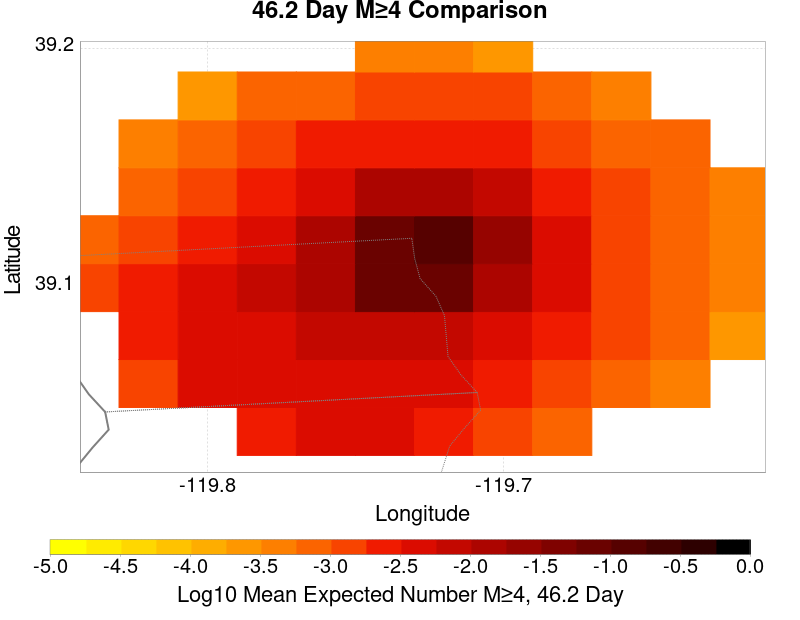 46.2 Day M≥4 Comparison
39.2
39.1
Latitude
-119.8 -119.7
Longitude
-5.0 -4.5 -4.0 -3.5 -3.0 -2.5 -2.0 -1.5 -1.0 -0.5 0.0
Log10 Mean Expected Number M≥4, 46.2 Day